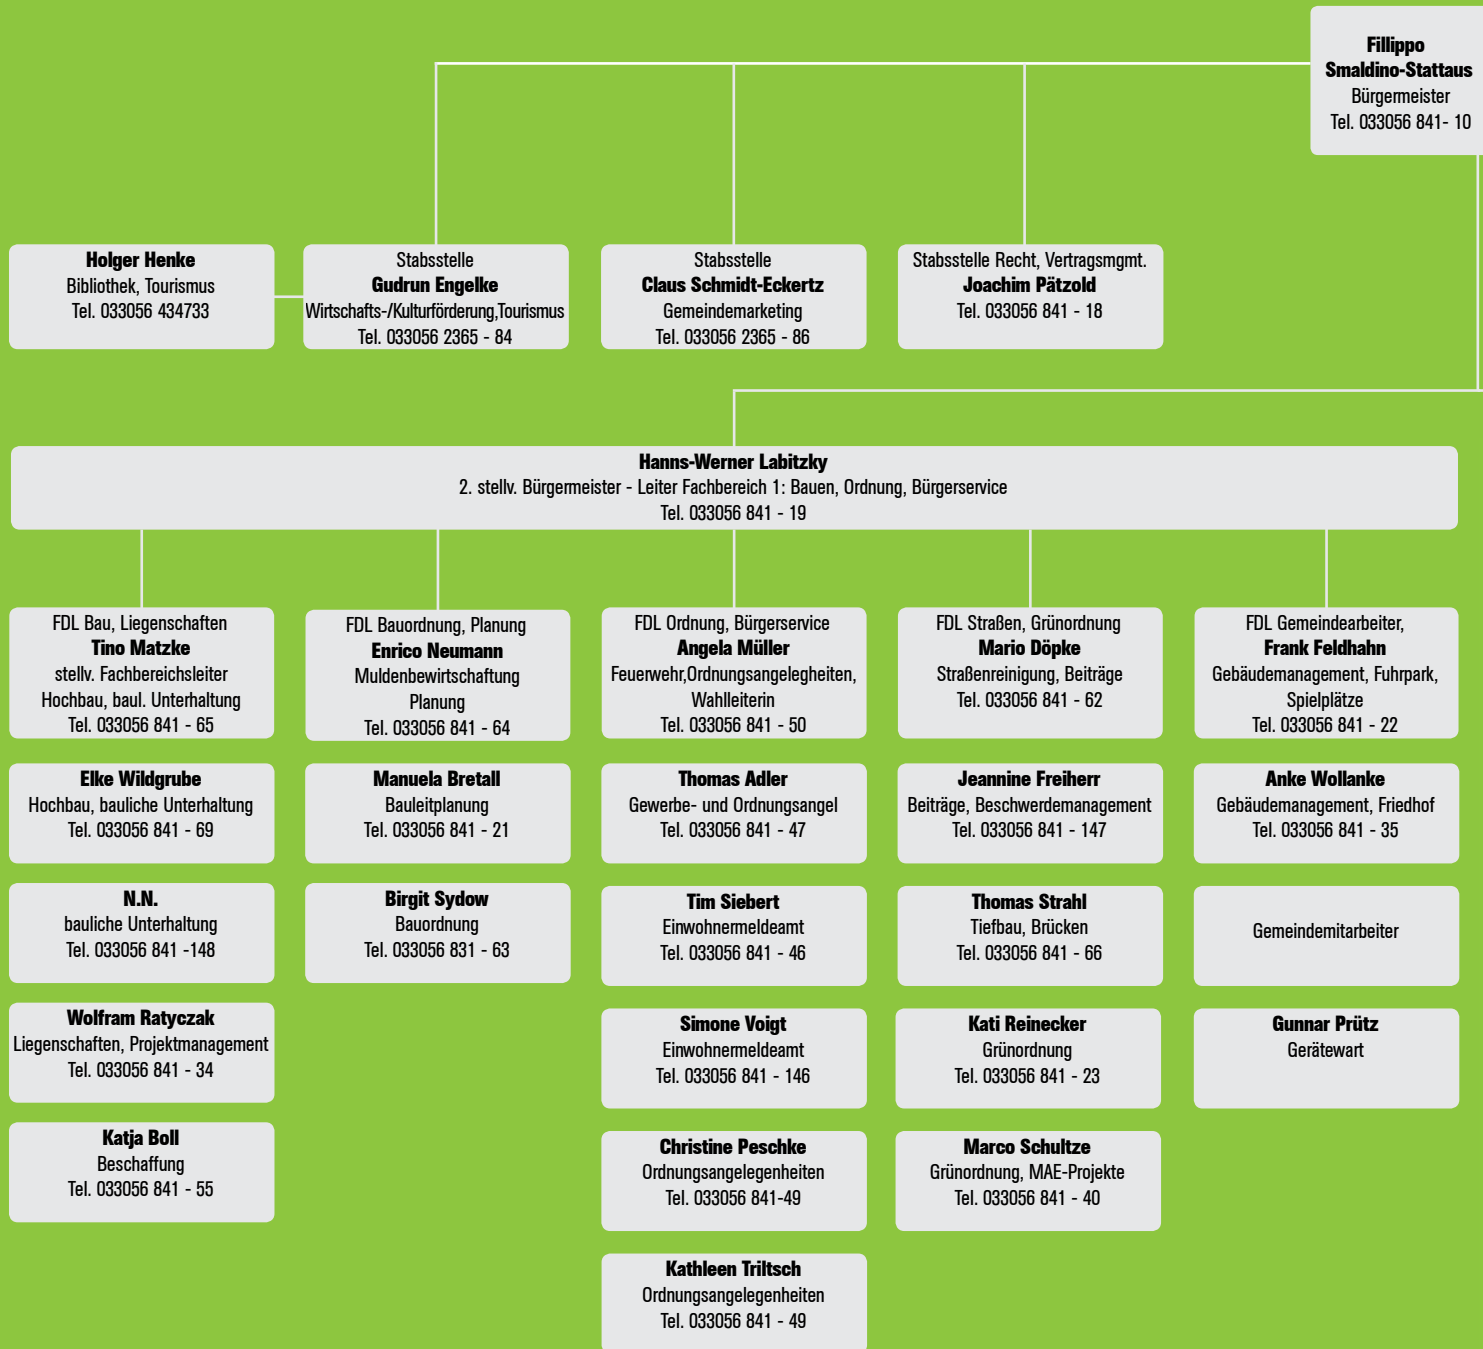 Fillippo
Smaldino-Stattaus
Bürgermeister
Tel. 033056 841- 10
Holger Henke
Bibliothek, Tourismus
Tel. 033056 434733
Stabsstelle
Gudrun Engelke
Wirtschafts-/Kulturförderung,Tourismus
Tel. 033056 2365 - 84
Stabsstelle
Claus Schmidt-Eckertz
Gemeindemarketing
Tel. 033056 2365 - 86
Stabsstelle Recht, Vertragsmgmt.
Joachim Pätzold
Tel. 033056 841 - 18
Hanns-Werner Labitzky
2. stellv. Bürgermeister - Leiter Fachbereich 1: Bauen, Ordnung, Bürgerservice
Tel. 033056 841 - 19
FDL Bau, Liegenschaften
Tino Matzke
stellv. Fachbereichsleiter
Hochbau, baul. Unterhaltung
Tel. 033056 841 - 65
Elke Wildgrube
Hochbau, bauliche Unterhaltung
Tel. 033056 841 - 69
N.N.
bauliche Unterhaltung
Tel. 033056 841 -148
Wolfram Ratyczak
Liegenschaften, Projektmanagement
Tel. 033056 841 - 34
Katja Boll
Beschaffung
Tel. 033056 841 - 55
FDL Bauordnung, Planung
Enrico Neumann
Muldenbewirtschaftung
Planung
Tel. 033056 841 - 64
Manuela Bretall
Bauleitplanung
Tel. 033056 841 - 21
Birgit Sydow
Bauordnung
Tel. 033056 831 - 63
FDL Ordnung, Bürgerservice
Angela Müller
Feuerwehr,Ordnungsangelegheiten,
Wahlleiterin
Tel. 033056 841 - 50
Thomas Adler
Gewerbe- und Ordnungsangel
Tel. 033056 841 - 47
Tim Siebert
Einwohnermeldeamt
Tel. 033056 841 - 46
Simone Voigt
Einwohnermeldeamt
Tel. 033056 841 - 146
Christine Peschke
Ordnungsangelegenheiten
Tel. 033056 841-49
Kathleen Triltsch
Ordnungsangelegenheiten
Tel. 033056 841 - 49
FDL Straßen, Grünordnung
Mario Döpke
Straßenreinigung, Beiträge
Tel. 033056 841 - 62
Jeannine Freiherr
Beiträge, Beschwerdemanagement
Tel. 033056 841 - 147
Thomas Strahl
Tiefbau, Brücken
Tel. 033056 841 - 66
Kati Reinecker
Grünordnung
Tel. 033056 841 - 23
Marco Schultze
Grünordnung, MAE-Projekte
Tel. 033056 841 - 40
FDL Gemeindearbeiter,
Frank Feldhahn
Gebäudemanagement, Fuhrpark,
Spielplätze
Tel. 033056 841 - 22
Anke Wollanke
Gebäudemanagement, Friedhof
Tel. 033056 841 - 35
Gemeindemitarbeiter
Gunnar Prütz
Gerätewart